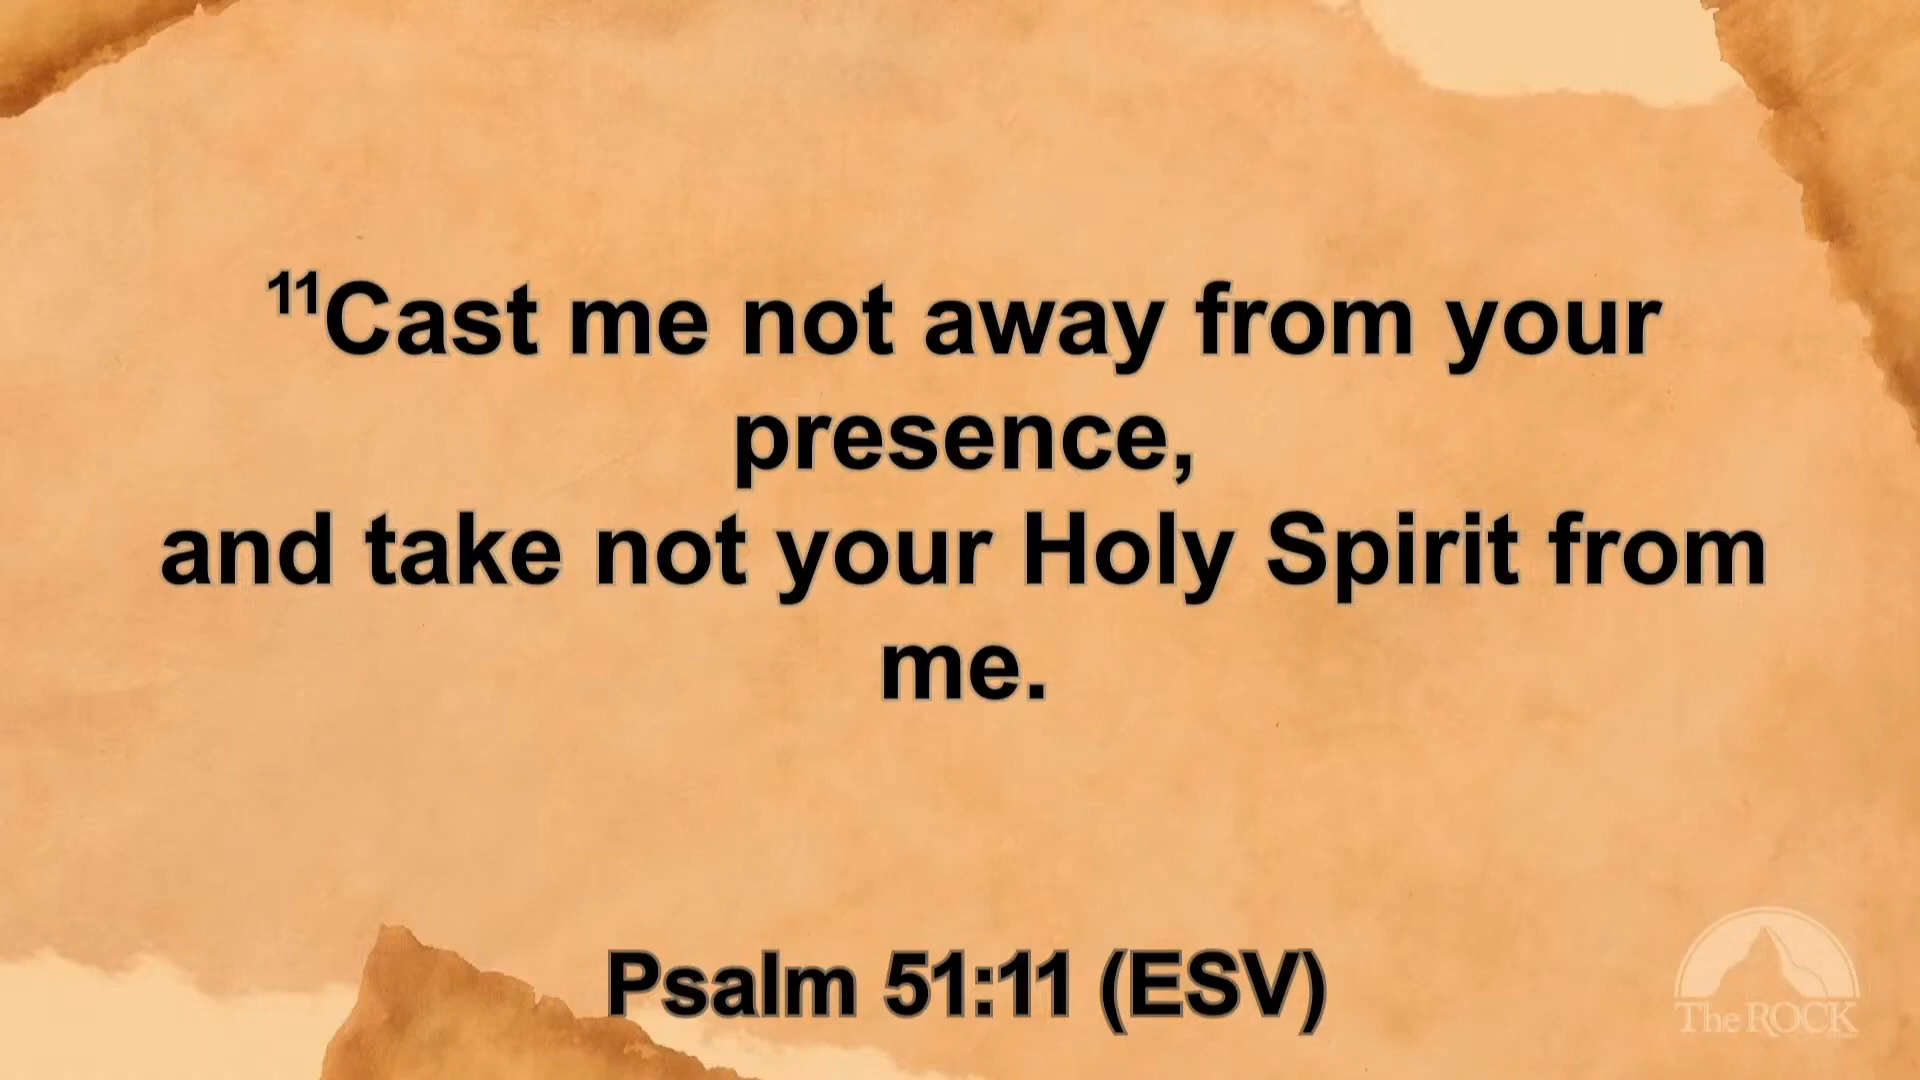 ¹¹Cast me not away from your
presence,
and take not your Holy Spirit from
me.
Psalm 51:11 (ESV)
The ROCK